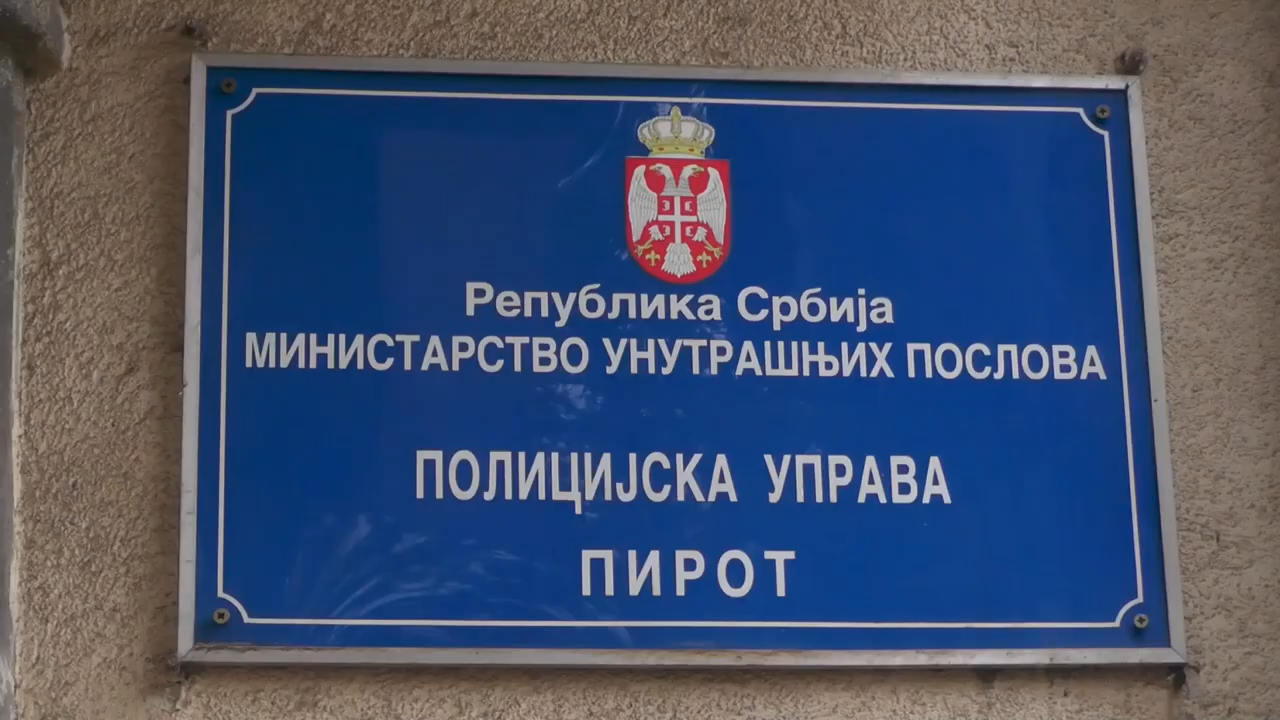 Република Србија
МИНИСТАРСТВО УНУТРАШЊИХ ПОСЛОВА
ПОЛИЦИЈСКА УПРАВА
ПИРОТ